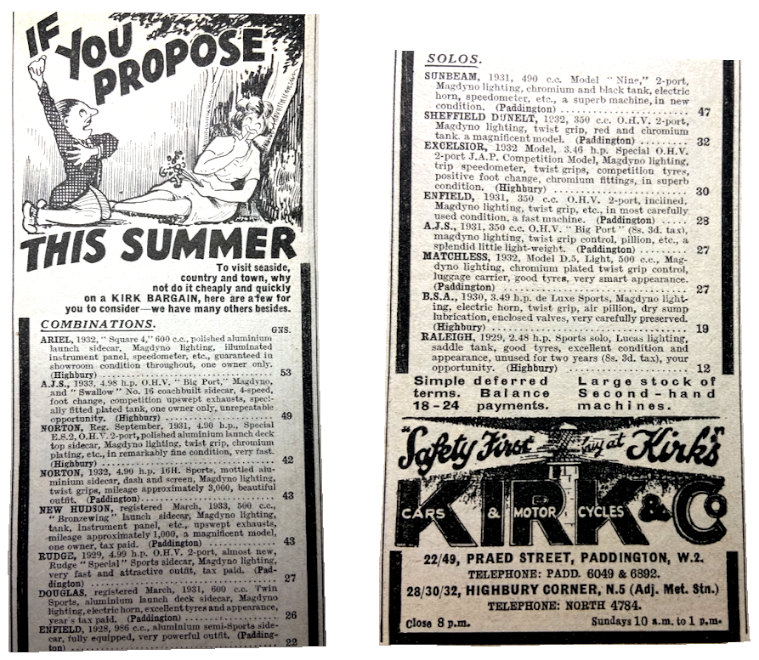 IF
YOU
PROPOSE
THIS SUMMER
To visit seaside,
country and town, why
not do it cheaply and quickly
on a KIRK BARGAIN, here are a few for
you to consider—we have many others besides.
COMBINATIONS.
GNS.
ARIEL, 1932, "Square 4," 600 c.c., polished aluminium
launch sidecar, Magdyno lighting, illuminated
instrument panel, speedometer, etc., guaranteed in
showroom condition throughout, one owner only.
(Highbury) ........ 53
A.J.S., 1933, 4.98 h.p. O.H.V. "Big Port," Magdyno,
and "Swallow" No. 16 coachbuilt sidecar, 4-speed,
foot change, competition upswept exhausts, speci-
ally fitted plated tank, one owner only, unrepeatable
opportunity. (Highbury) ........ 49
NORTON, Reg. September, 1931, 4.90 h.p., Special
E.S.2, O.H.V. 2-port, polished aluminium launch deck
top sidecar, Magdyno lighting, twist grip, chromium
plating, etc., in remarkably fine condition, very fast.
(Highbury) ........ 42
NORTON, 1932, 4.90 h.p. 16H. Sports, mottled alu-
minium sidecar, dash and screen, Magdyno lighting,
twist grips, mileage approximately 3,000, beautiful
outfit. (Paddington) ........ 43
NEW HUDSON, registered March, 1933, 500 c.c.,
"Bronzewing" launch sidecar, Magdyno lighting,
tank, instrument panel, etc., upswept exhausts,
mileage approximately 1,000, a magnificent model,
one owner, tax paid. (Paddington) ........ 43
RUDGE, 1929, 4.99 h.p. O.H.V. 2-port, almost new,
Rudge "Special" Sports sidecar, Magdyno lighting,
very fast and attractive outfit, tax paid. (Pad-
dington) ........ 27
DOUGLAS, registered March, 1931, 600 c.c. Twin
Sports, aluminium launch deck sidecar, Magdyno
lighting, electric horn, excellent tyres and appearance,
year's tax paid. (Paddington) ........ 26
ENFIELD, 1928, 986 c.c., aluminium semi-Sports side-
car, fully equipped, very powerful outfit. (Padding-
ton) ........ 22
SOLOS.
SUNBEAM, 1931, 490 c.c. Model "Nine," 2-port,
Magdyno lighting, chromium and black tank, electric
horn, speedometer, etc., a superb machine, in new
condition. (Paddington) ........ 47
SHEFFIELD DUNELT, 1932, 350 c.c. O.H.V. 2-port,
Magdyno lighting, twist grip, red and chromium
tank, a magnificent model. (Paddington) ........ 32
EXCELSIOR, 1932 Model, 3.46 h.p. Special O.H.V.
2-port J.A.P. Competition Model, Magdyno lighting,
trip speedometer, twist grips, competition tyres,
positive foot change, chromium fittings, in superb
condition. (Highbury) ........ 30
ENFIELD, 1931, 350 c.c. O.H.V. 2-port, inclined,
Magdyno lighting, twist grip, etc., in most carefully
used condition, a fast machine. (Paddington) ........ 28
A.J.S., 1931, 350 c.c. O.H.V. "Big Port" (8s. 3d. tax),
magdyno lighting, twist grip control, pillion, etc., a
splendid little light-weight. (Paddington) ........ 27
MATCHLESS, 1932, Model D.5, Light, 500 c.c., Mag-
dyno lighting, chromium plated twist grip control,
luggage carrier, good tyres, very smart appearance.
(Paddington) ........ 27
B.S.A., 1930, 3.49 h.p. de Luxe Sports, Magdyno light-
ing, electric horn, twist grip, air pillion, dry sump
lubrication, enclosed valves, very carefully preserved.
(Highbury) ........ 19
RALEIGH, 1929, 2.48 h.p. Sports solo, Lucas lighting,
saddle tank, good tyres, excellent condition and
appearance, unused for two years (8s. 3d. tax), your
opportunity. (Highbury) ........ 12
Simple deferred
terms. Balance
18-24 payments.
Large stock of
Second-hand
machines.
"Safety First buy at Kirk's"
KIRK & Co
CARS & MOTOR CYCLES
22/49, PRAED STREET, PADDINGTON, W.2.
TELEPHONE: PADD. 6049 & 6892.
28/30/32, HIGHBURY CORNER, N.5 (Adj. Met. Stn.)
TELEPHONE: NORTH 4784.
Close 8 p.m. Sundays 10 a.m. to 1 p.m.